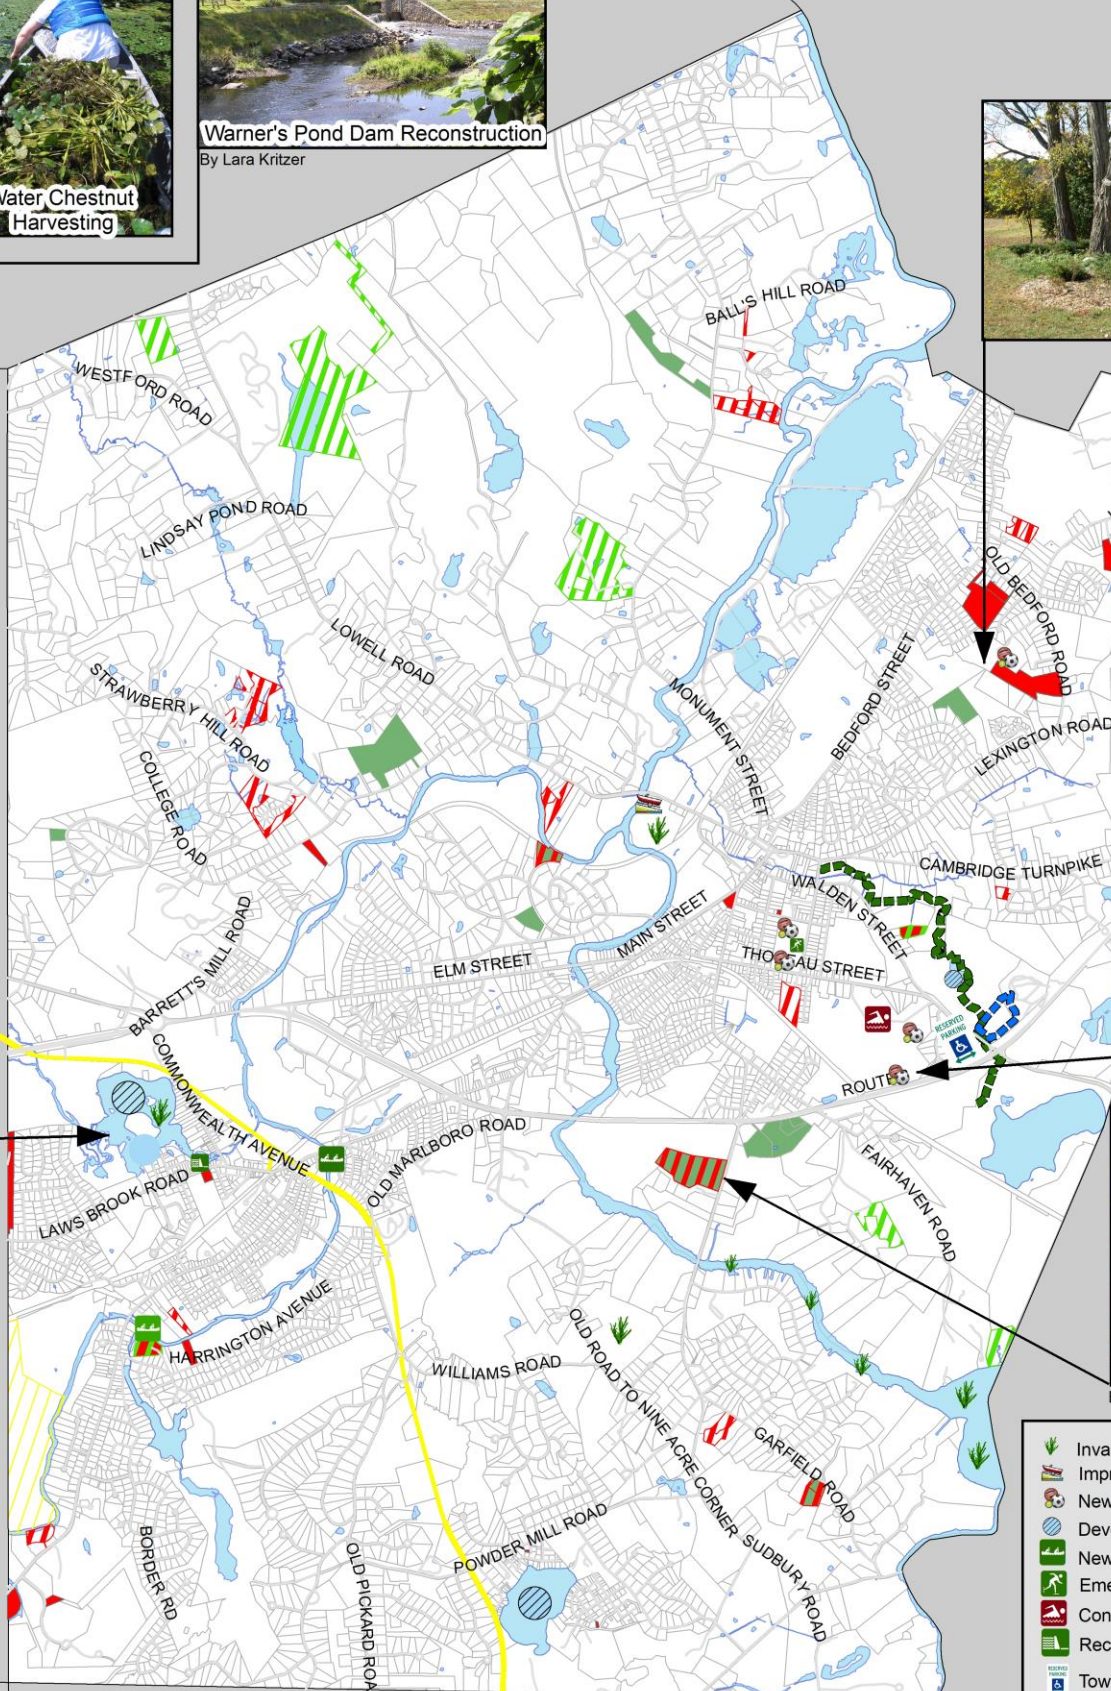 Water Chestnut
Harvesting
Warner's Pond Dam Reconstruction
By Lara Kritzer
BALL'S HILL ROAD
WESTFORD ROAD
LINDSAY POND ROAD
OLD BEDFORD ROAD
LOWELL ROAD
STRAWBERRY HILL ROAD
MONUMENT STREET
BEDFORD STREET
LEXINGTON ROAD
COLLEGE ROAD
CAMBRIDGE TURNPIKE
WALDEN STREET
MAIN STREET
BARRETT'S MILL ROAD
ELM STREET
THOREAU STREET
RESERVED
PARKING
COMMONWEALTH AVENUE
ROUTE
OLD MARLBORO ROAD
FAIRHAVEN ROAD
LAWS BROOK ROAD
HARRINGTON AVENUE
WILLIAMS ROAD
OLD ROAD TO NINE ACRE CORNER
GARFIELD ROAD
SUDBURY ROAD
POWDER MILL ROAD
BORDER RD
OLD PICKARD ROA
Inva
Impr
New
Dev
New
Eme
Con
Rec
RESERVED
PARKING
Tow